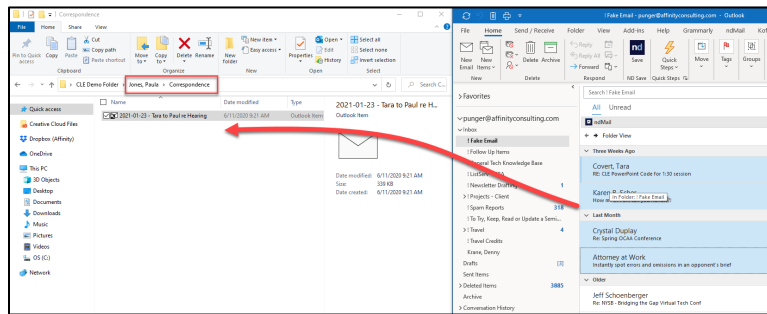 Correspondence
File Home Share View
Pin to Quick access
Copy
Paste
Cut
Copy path
Paste shortcut
Clipboard
Move to
Copy to
Delete
Rename
Organize
New folder
New item
Easy access
New
Properties
Open
Edit
History
Open
Select all
Select none
Invert selection
Select
CLE Demo Folder › Jones, Paula › Correspondence
Search C...
Quick access
Creative Cloud Files
Dropbox (Affinity)
OneDrive
This PC
3D Objects
Desktop
Documents
Downloads
Music
Pictures
Videos
OS (C:)
Network
Name Date modified Type
2021-01-23 - Tara to Paul re Hearing 6/11/2020 9:21 AM Outlook Item
2021-01-23 - Tara to Paul re H...
Outlook Item
Date modified: 6/11/2020 9:21 AM
Size: 339 KB
Date created: 6/11/2020 9:21 AM
! Fake Email - punger@affinityconsulting.com - Outlook
File Home Send / Receive Folder View Add-ins Help Grammarly ndMail Kof
New Email
New Items
New
Delete
Archive
Delete
Reply
Reply All
Forward
Respond
nd
Save
ND Save
Quick Steps
Quick Steps
Move
Tags
Groups
Favorites
punger@affinityconsulting.com
Inbox
! Fake Email
! Follow Up Items
! General Tech Knowledge Base
! Newsletter Drafting 1
! Projects - Client
! Spam Reports 318
! To Try, Keep, Read or Update a Semi...
! Travel 4
! Travel Credits
Krane, Denny
Drafts [3]
Sent Items
Deleted Items 3885
Archive
Conversation History
Search ! Fake Email
All Unread
nd ndMail
Folder View
Three Weeks Ago
Covert, Tara
RE: CLE PowerPoint Code for 1:30 session
In Folder: ! Fake Email
Last Month
Crystal Duplay
Re: Spring OCAA Conference
Attorney at Work
Instantly spot errors and omissions in an opponent's brief
Older
Jeff Schoenberger
Re: NYSB - Bridging the Gap Virtual Tech Conf